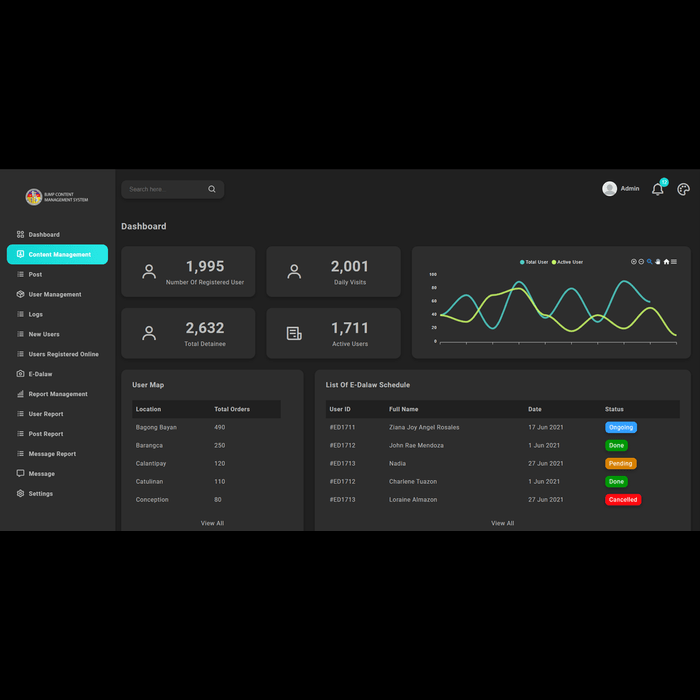 BJMP CONTENT
MANAGEMENT SYSTEM
Dashboard
Content Management
Post
User Management
Logs
New Users
Users Registered Online
E-Dalaw
Report Management
User Report
Post Report
Message Report
Message
Settings
Search here...
Admin
12
Dashboard
1,995
Number Of Registered User
2,001
Daily Visits
2,632
Total Detainee
1,711
Active Users
Total User Active User
100
80
60
40
20
0
User Map
Location Total Orders
Bagong Bayan 490
Barangca 250
Calantipay 120
Catulinan 110
Conception 80
View All
List Of E-Dalaw Schedule
User ID Full Name Date Status
#ED1711 Ziana Joy Angel Rosales 17 Jun 2021 Ongoing
#ED1712 John Rae Mendoza 1 Jun 2021 Done
#ED1713 Nadia 27 Jun 2021 Pending
#ED1712 Charlene Tuazon 1 Jun 2021 Done
#ED1713 Loraine Almazon 27 Jun 2021 Cancelled
View All